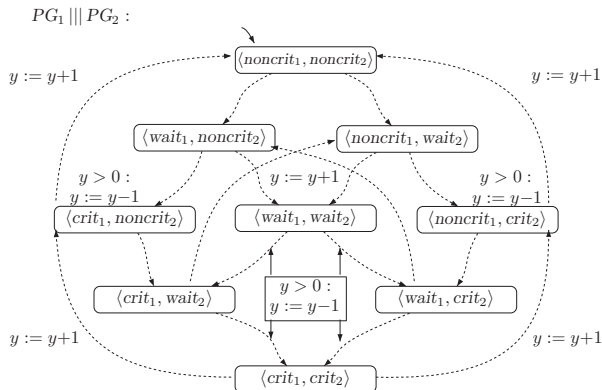 PG₁ ||| PG₂ :
⟨noncrit₁, noncrit₂⟩
y := y+1
y := y+1
⟨wait₁, noncrit₂⟩
⟨noncrit₁, wait₂⟩
y > 0 :
y := y−1
y := y+1
y > 0 :
y := y−1
⟨crit₁, noncrit₂⟩
⟨wait₁, wait₂⟩
⟨noncrit₁, crit₂⟩
⟨crit₁, wait₂⟩
y > 0 :
y := y−1
⟨wait₁, crit₂⟩
y := y+1
y := y+1
⟨crit₁, crit₂⟩